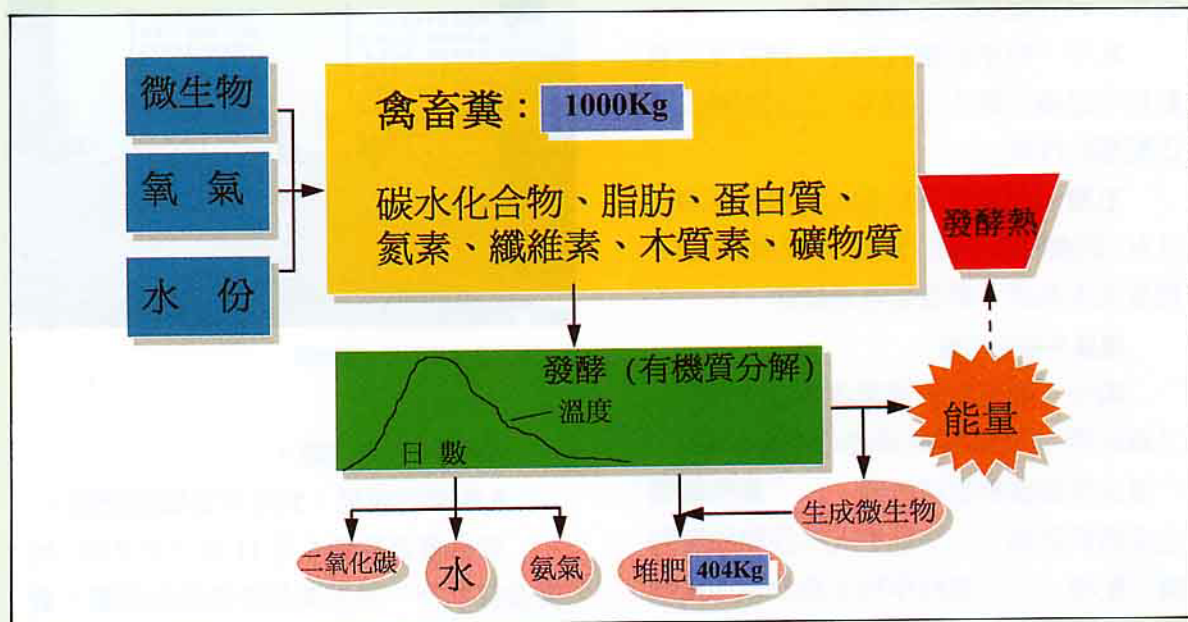 微生物
氧 氣
水 份
禽畜糞： 1000Kg
碳水化合物、脂肪、蛋白質、
氮素、纖維素、木質素、礦物質
發酵熱
發酵（有機質分解）
溫度
日 數
能量
生成微生物
二氧化碳
水
氨氣
堆肥 404Kg